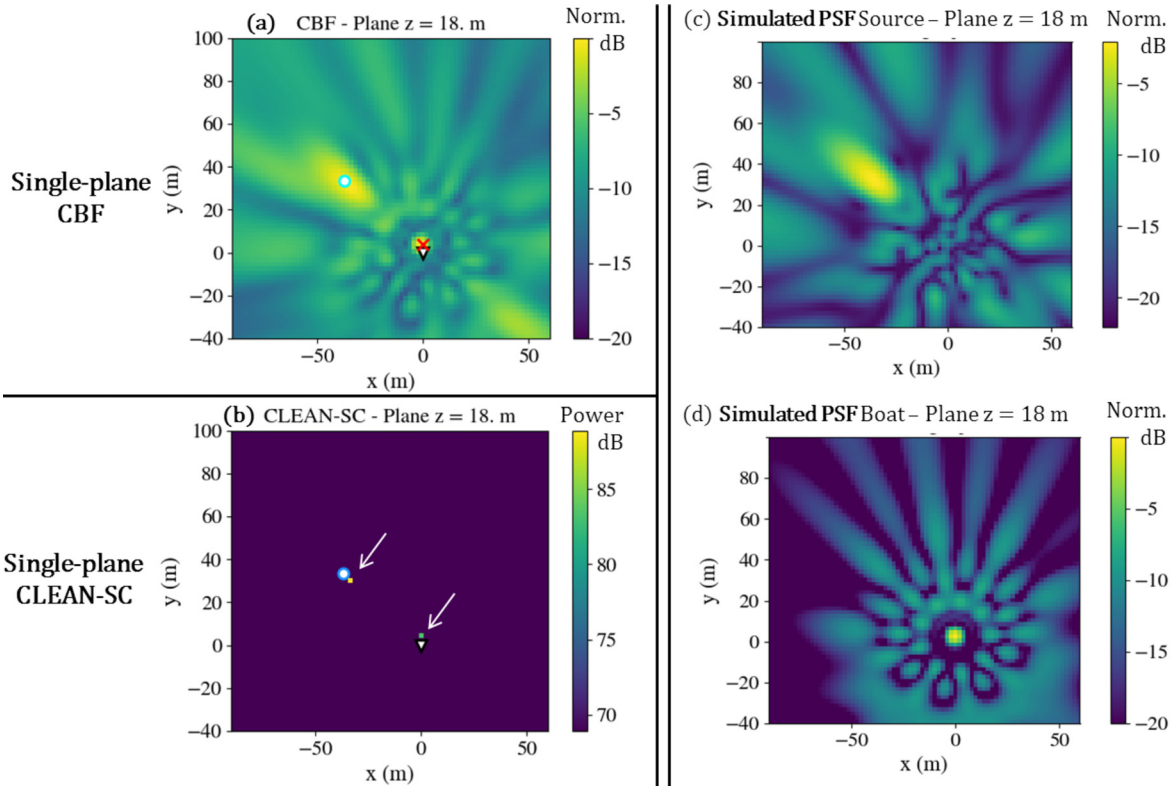 (a) CBF - Plane z = 18. m
Norm.
dB
100
80
60
40
20
0
−20
−40
y (m)
−50
0
50
x (m)
0
−5
−10
−15
−20
Single-plane
CBF
(c) Simulated PSF Source – Plane z = 18 m
Norm.
dB
80
60
40
20
0
−20
−40
y (m)
−50
0
50
x (m)
−5
−10
−15
−20
(b) CLEAN-SC - Plane z = 18. m
Power
dB
100
80
60
40
20
0
−20
−40
y (m)
−50
0
50
x (m)
85
80
75
70
Single-plane
CLEAN-SC
(d) Simulated PSF Boat – Plane z = 18 m
Norm.
dB
80
60
40
20
0
−20
−40
y (m)
−50
0
50
x (m)
0
−5
−10
−15
−20